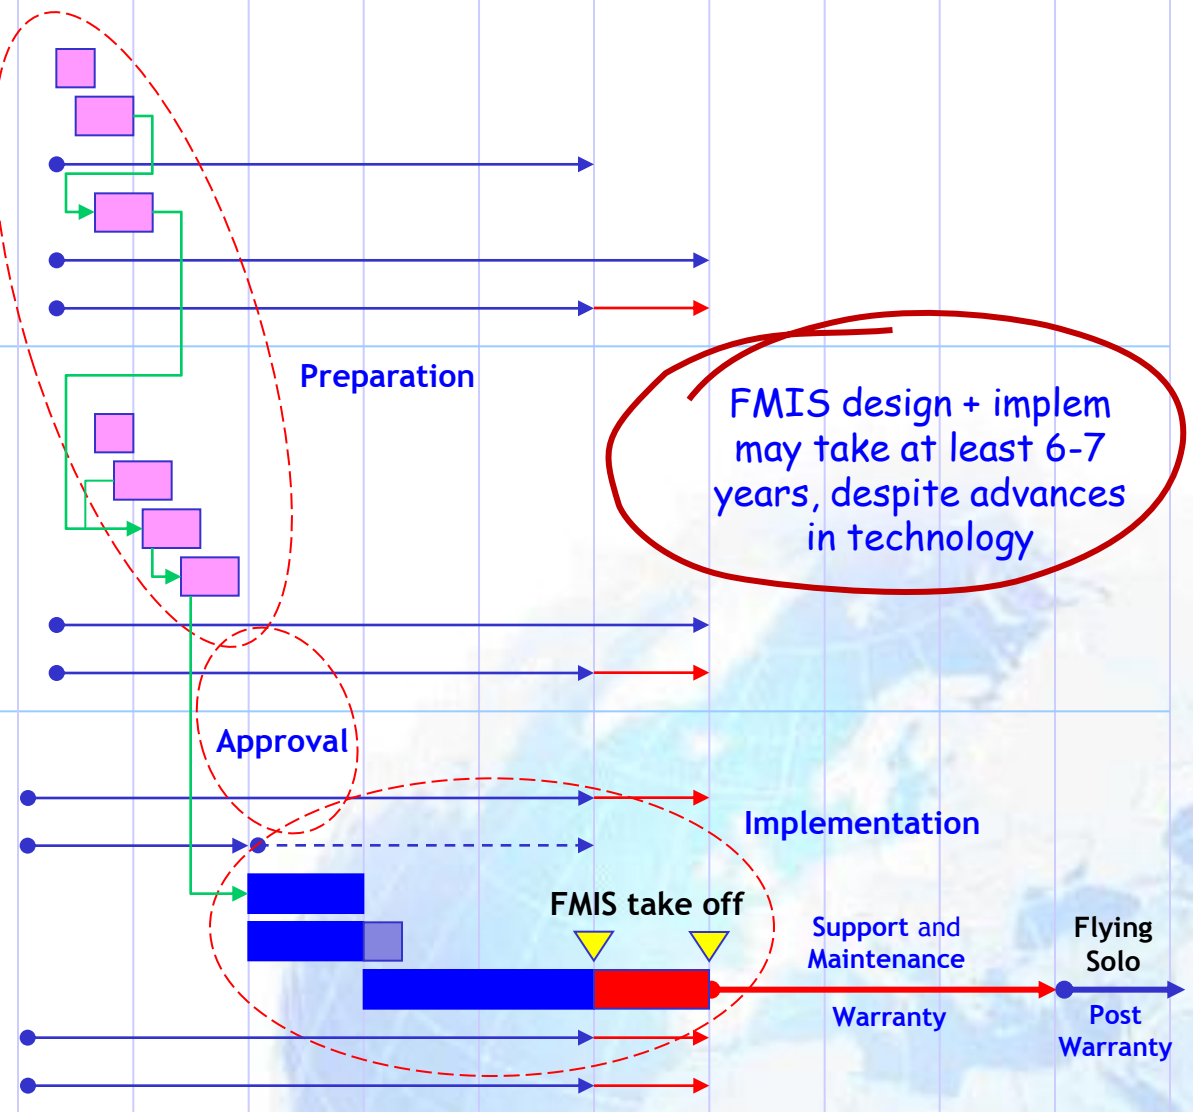 Preparation
FMIS design + implem
may take at least 6-7
years, despite advances
in technology
Approval
Implementation
FMIS take off
Support and
Maintenance
Warranty
Flying
Solo
Post
Warranty